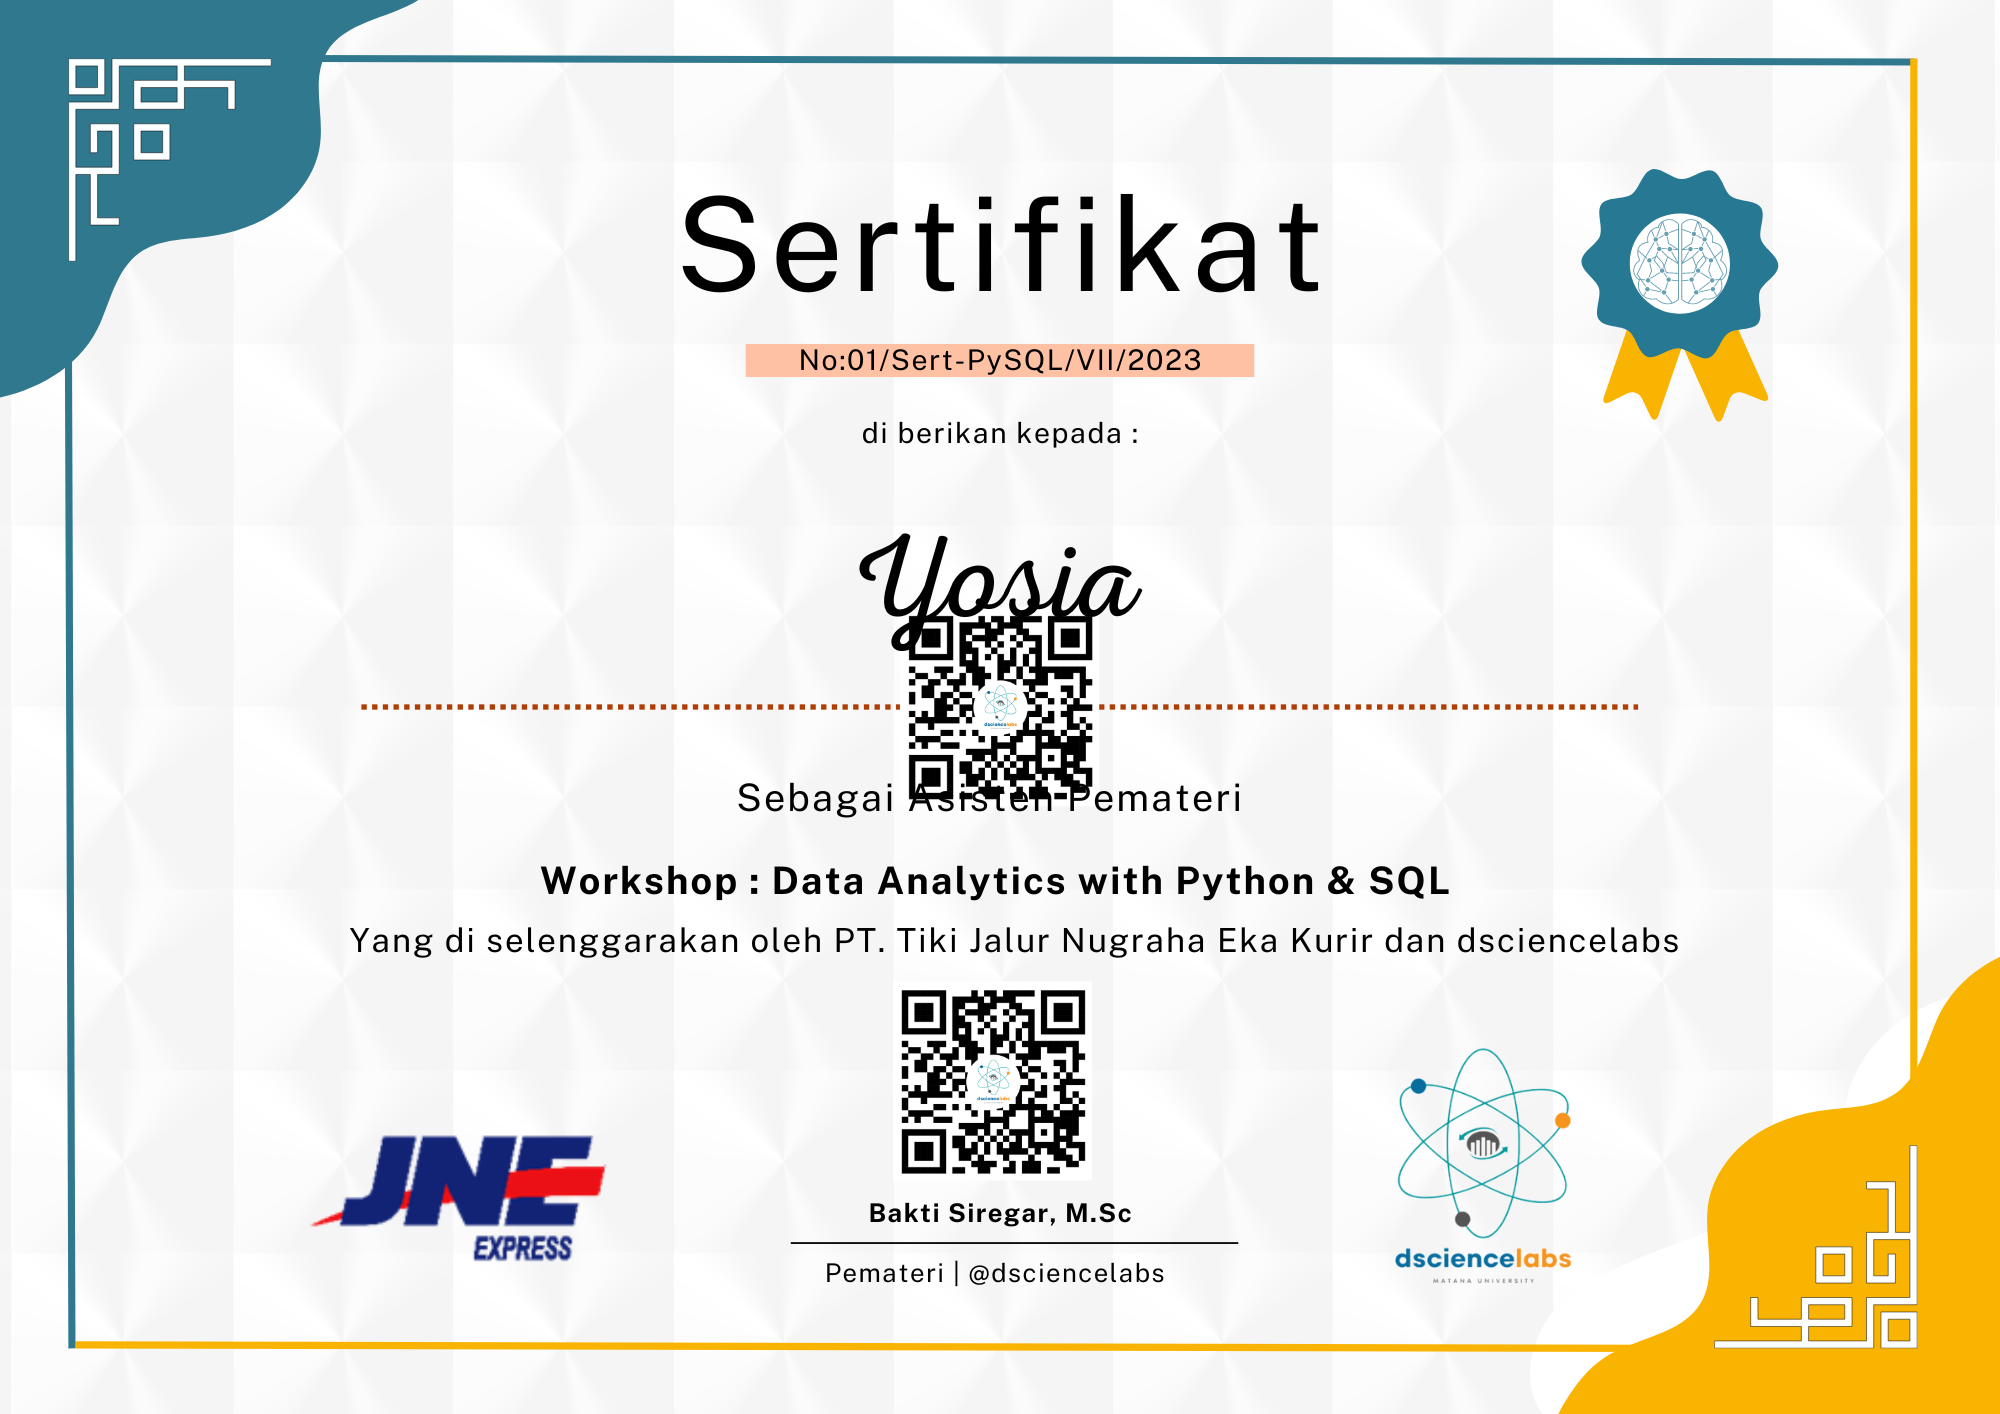 Sertifikat
No:01/Sert-PySQL/VII/2023
di berikan kepada :
Yosia
dsciencelabs
Sebagai Asisten Pemateri
Workshop : Data Analytics with Python & SQL
Yang di selenggarakan oleh PT. Tiki Jalur Nugraha Eka Kurir dan dsciencelabs
dsciencelabs
JNE
EXPRESS
Bakti Siregar, M.Sc
Pemateri | @dsciencelabs
dsciencelabs
MATANA UNIVERSITY